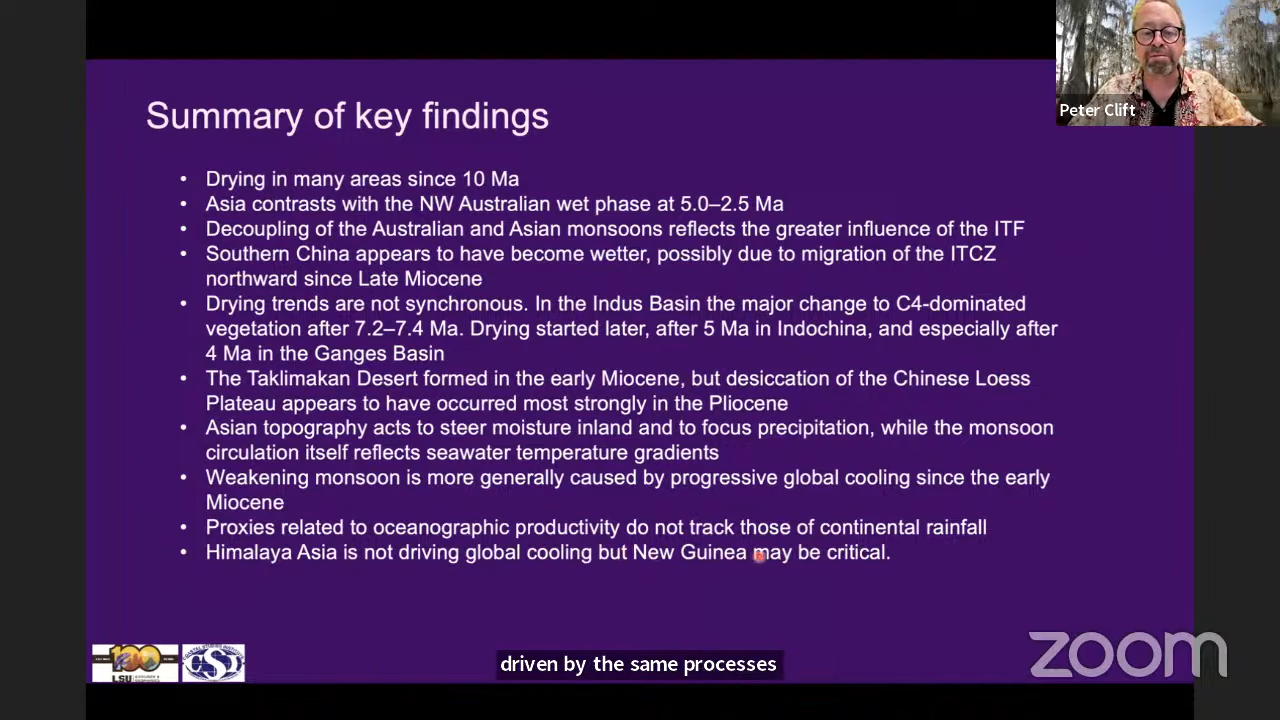 Peter Clift
Summary of key findings
• Drying in many areas since 10 Ma
• Asia contrasts with the NW Australian wet phase at 5.0–2.5 Ma
• Decoupling of the Australian and Asian monsoons reflects the greater influence of the ITF
• Southern China appears to have become wetter, possibly due to migration of the ITCZ
northward since Late Miocene
• Drying trends are not synchronous. In the Indus Basin the major change to C4-dominated
vegetation after 7.2–7.4 Ma. Drying started later, after 5 Ma in Indochina, and especially after
4 Ma in the Ganges Basin
• The Taklimakan Desert formed in the early Miocene, but desiccation of the Chinese Loess
Plateau appears to have occurred most strongly in the Pliocene
• Asian topography acts to steer moisture inland and to focus precipitation, while the monsoon
circulation itself reflects seawater temperature gradients
• Weakening monsoon is more generally caused by progressive global cooling since the early
Miocene
• Proxies related to oceanographic productivity do not track those of continental rainfall
• Himalaya Asia is not driving global cooling but New Guinea may be critical.
100
LSU
CSI
driven by the same processes
zoom